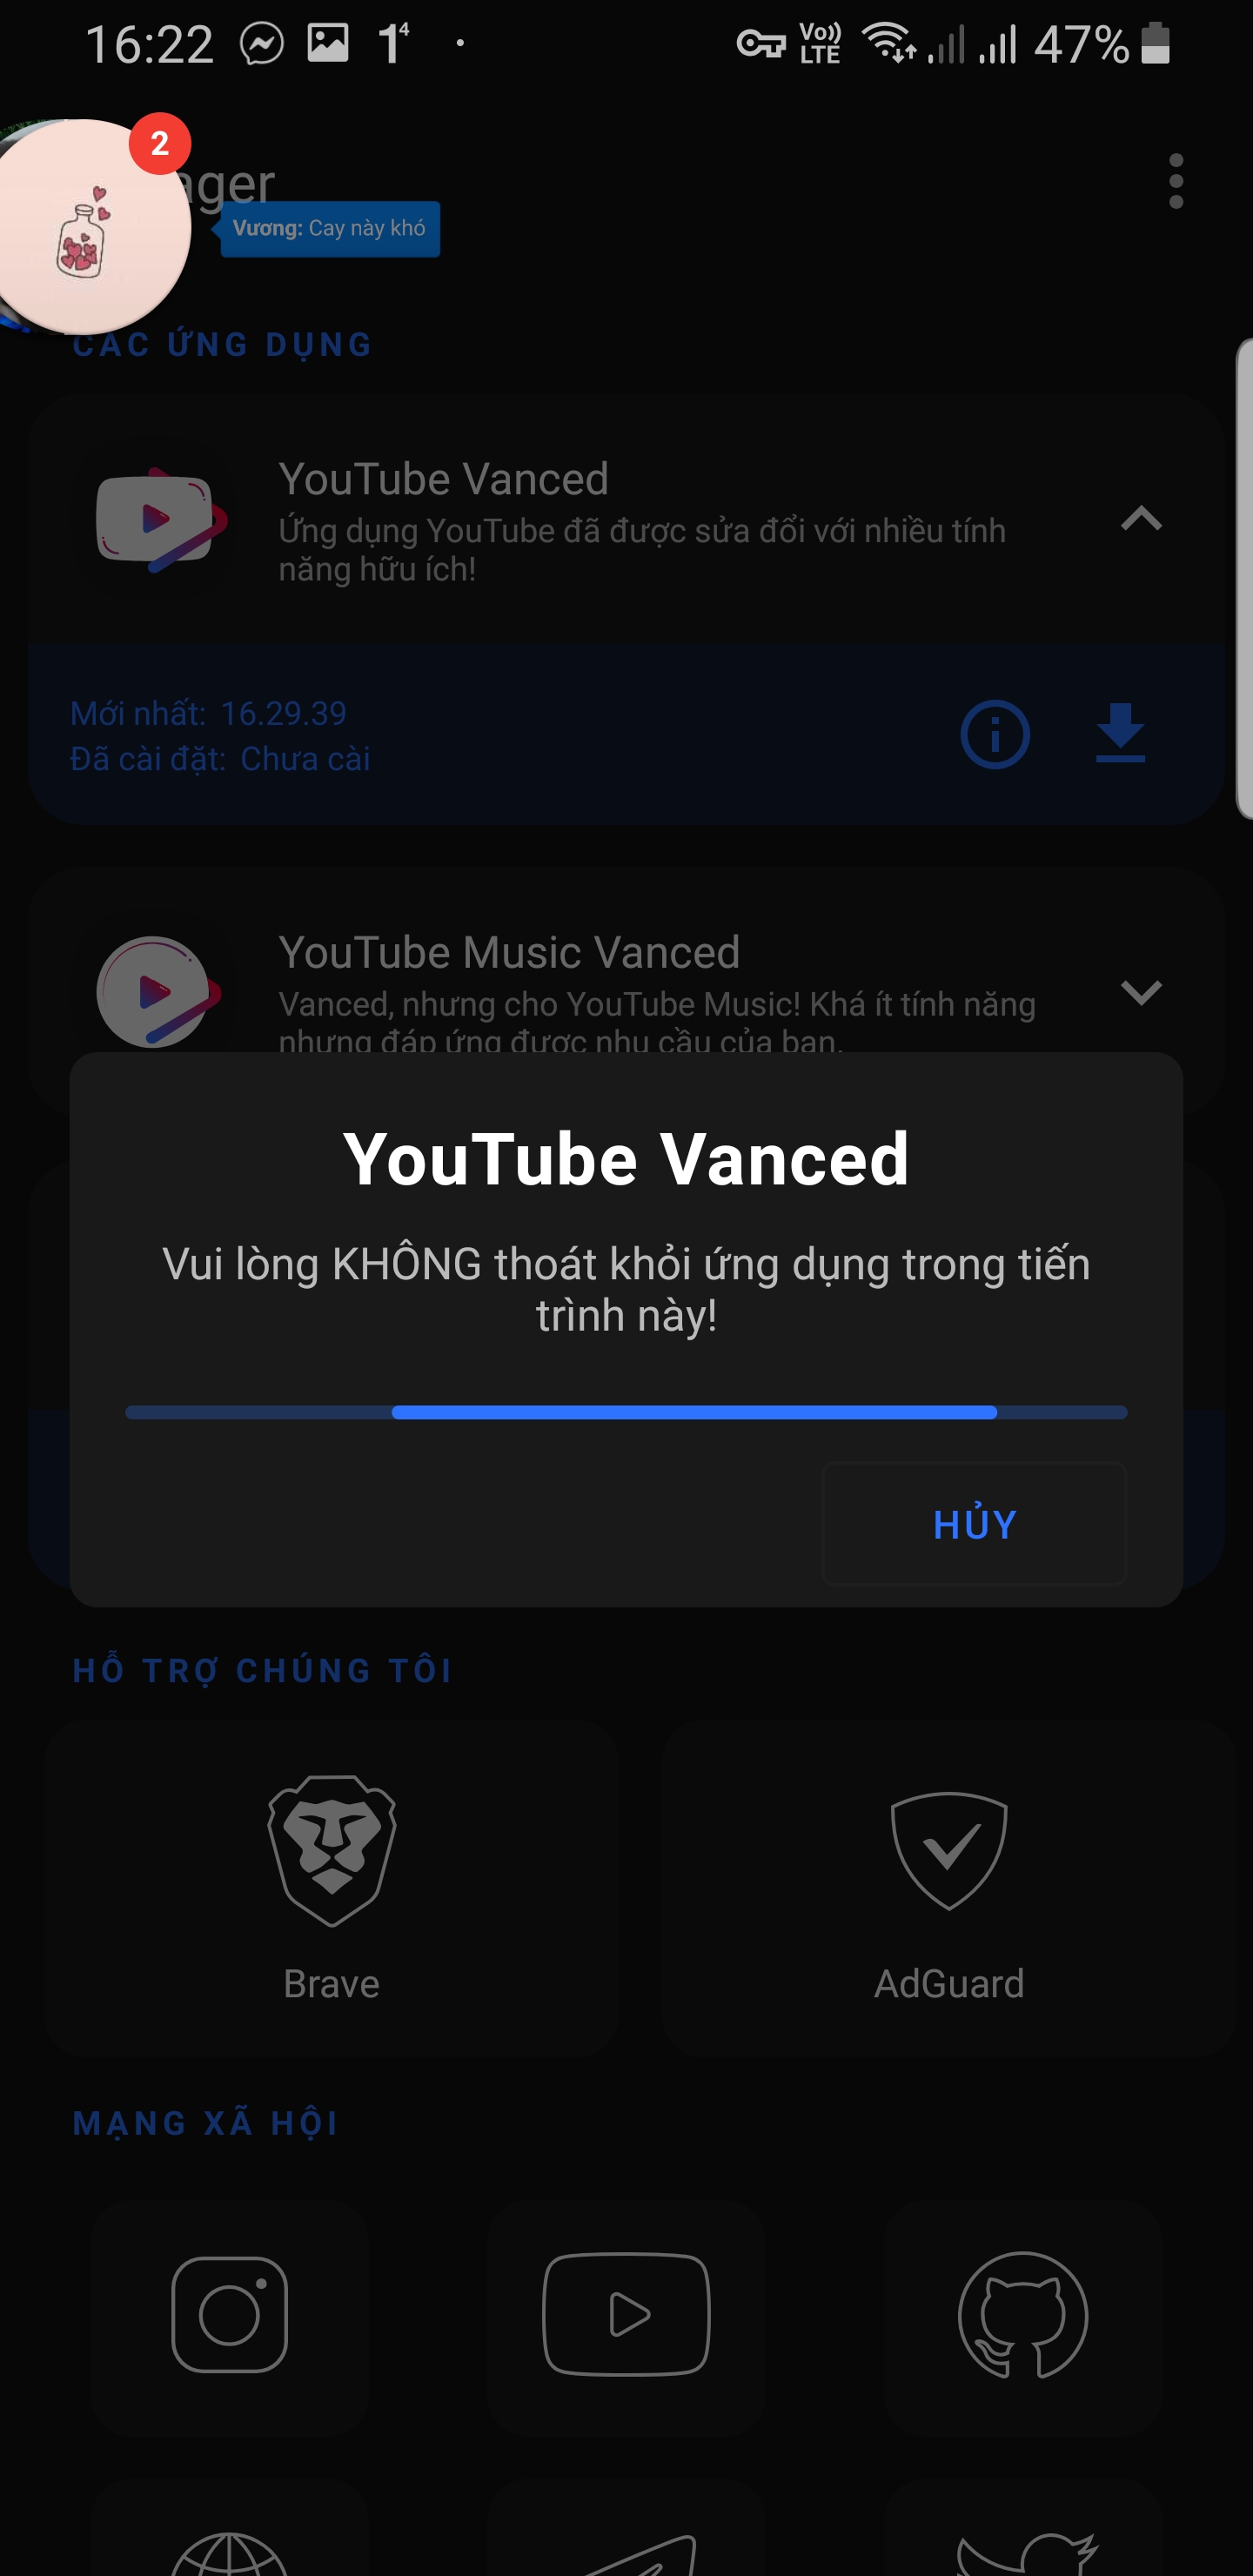 16:22
1⁴
Vo))
LTE
47%
2
ager
Vương: Cay này khó
CÁC ỨNG DỤNG
YouTube Vanced
Ứng dụng YouTube đã được sửa đổi với nhiều tính
năng hữu ích!
Mới nhất: 16.29.39
Đã cài đặt: Chưa cài
YouTube Music Vanced
Vanced, nhưng cho YouTube Music! Khá ít tính năng
nhưng đáp ứng được nhu cầu của bạn.
YouTube Vanced
Vui lòng KHÔNG thoát khỏi ứng dụng trong tiến
trình này!
HỦY
HỖ TRỢ CHÚNG TÔI
Brave
AdGuard
MẠNG XÃ HỘI